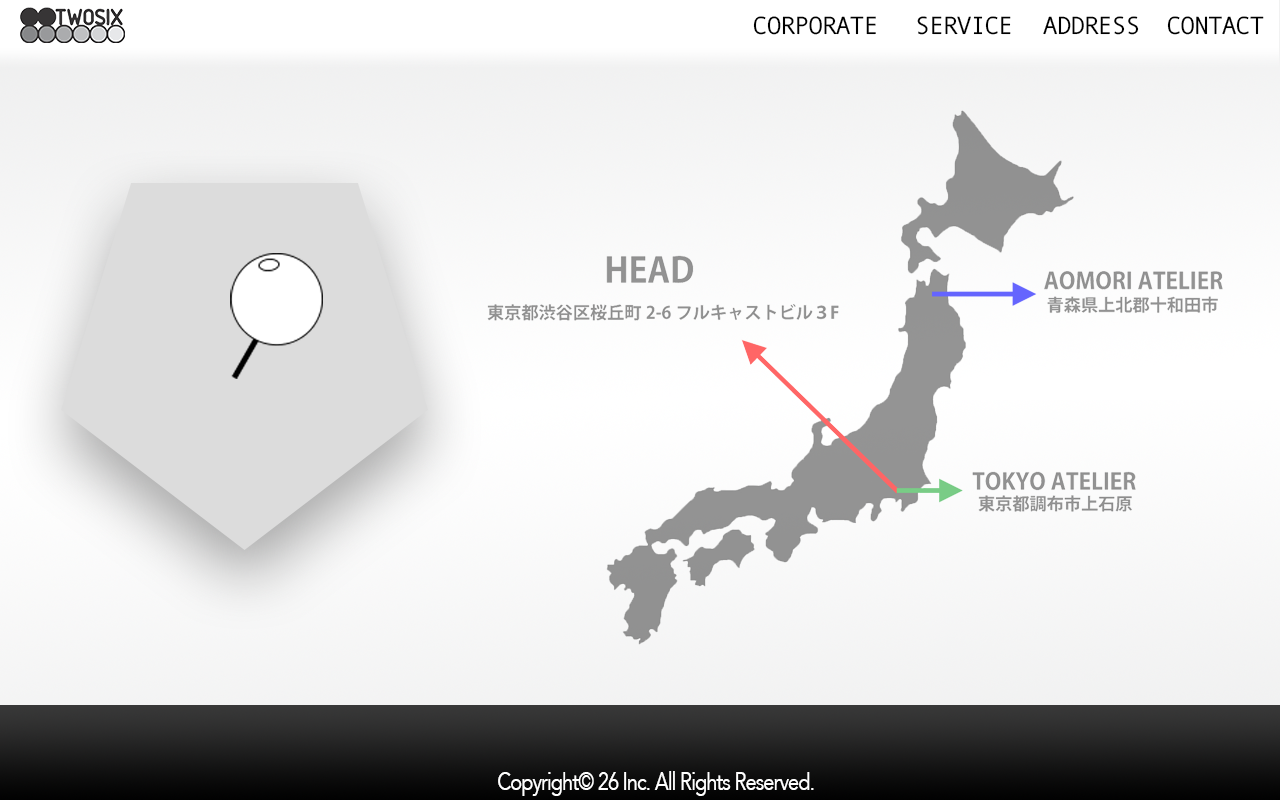 TWOSIX
CORPORATE SERVICE ADDRESS CONTACT
HEAD
東京都渋谷区桜丘町 2-6 フルキャストビル３F
AOMORI ATELIER
青森県上北郡十和田市
TOKYO ATELIER
東京都調布市上石原
Copyright© 26 Inc. All Rights Reserved.